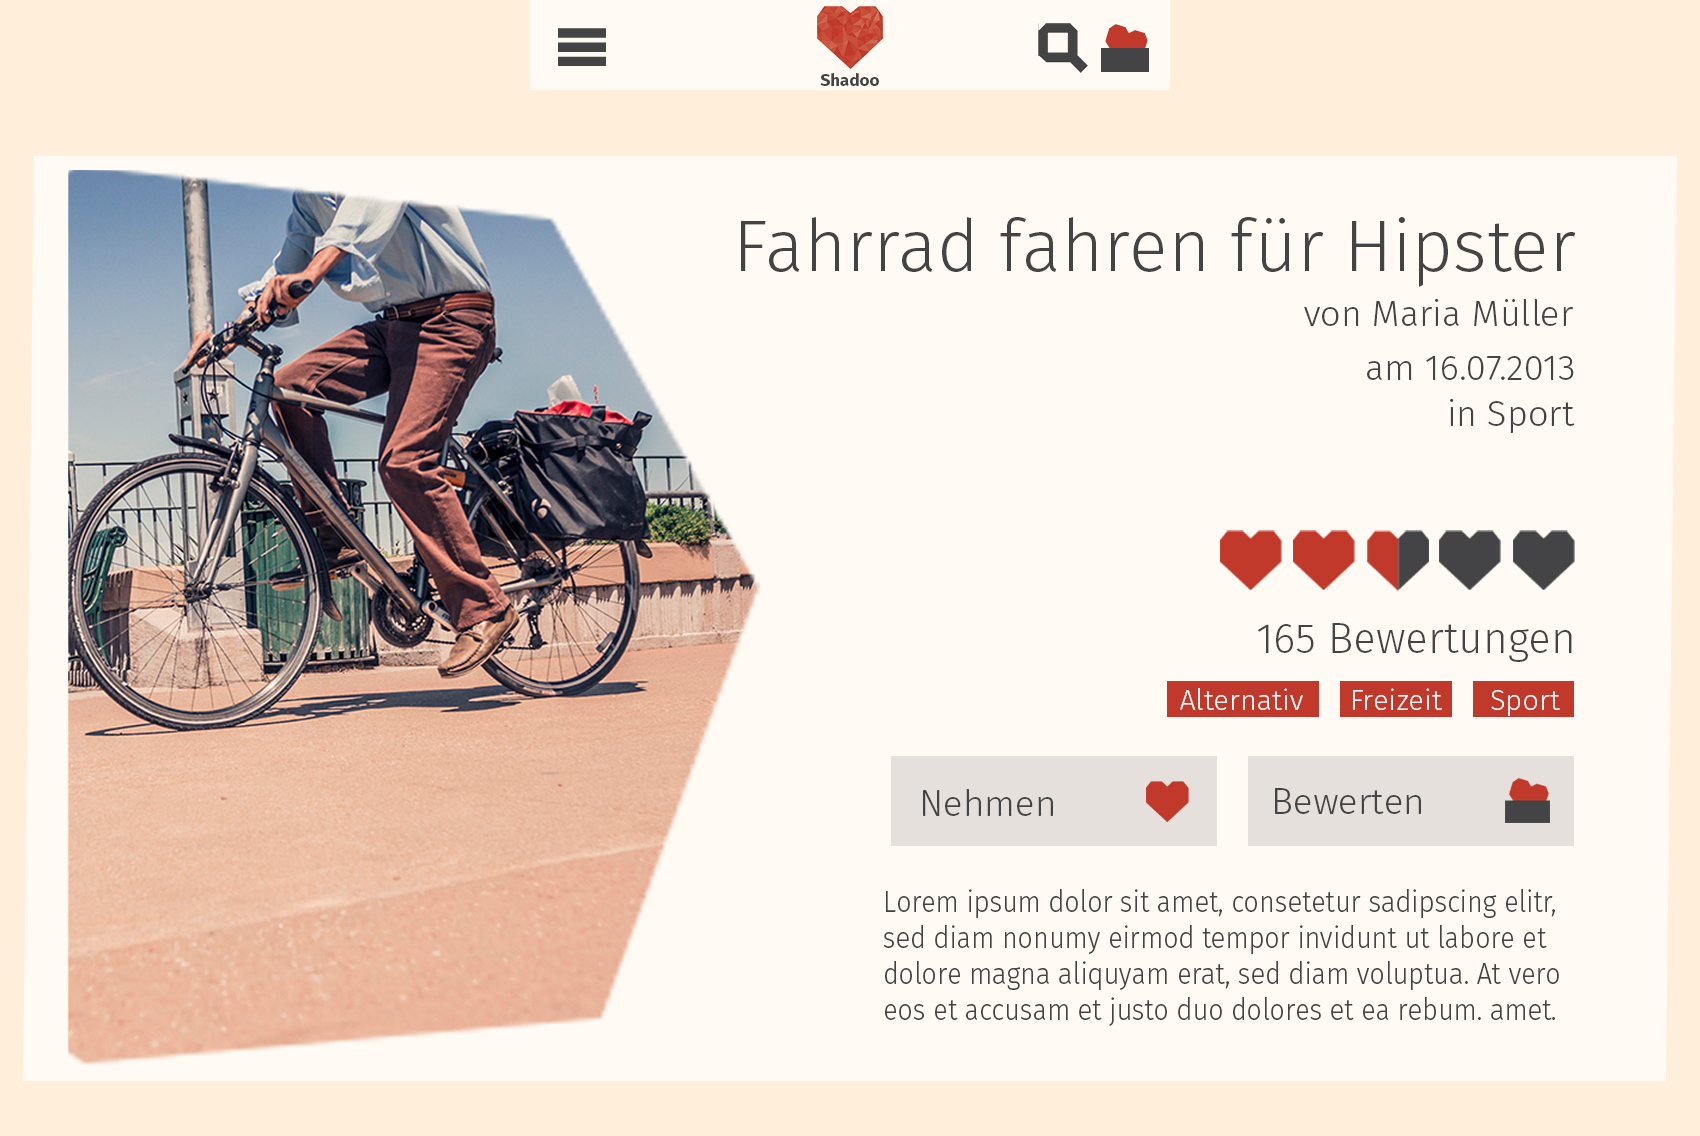 Shadoo
Fahrrad fahren für Hipster
von Maria Müller
am 16.07.2013
in Sport
165 Bewertungen
Alternativ Freizeit Sport
Nehmen Bewerten
Lorem ipsum dolor sit amet, consetetur sadipscing elitr,
sed diam nonumy eirmod tempor invidunt ut labore et
dolore magna aliquyam erat, sed diam voluptua. At vero
eos et accusam et justo duo dolores et ea rebum. amet.